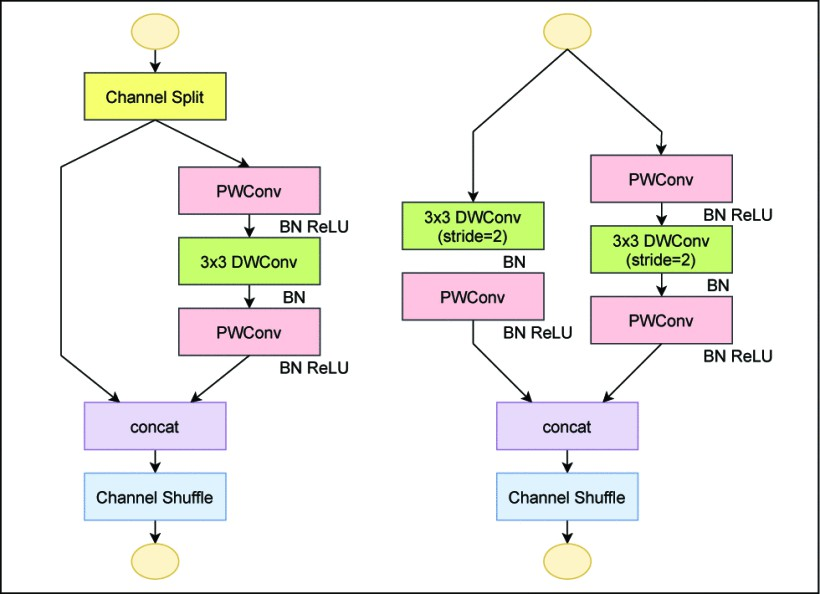 Channel Split
PWConv
BN ReLU
3x3 DWConv
BN
PWConv
BN ReLU
concat
Channel Shuffle
3x3 DWConv
(stride=2)
BN
PWConv
BN ReLU
PWConv
BN ReLU
3x3 DWConv
(stride=2)
BN
PWConv
BN ReLU
concat
Channel Shuffle